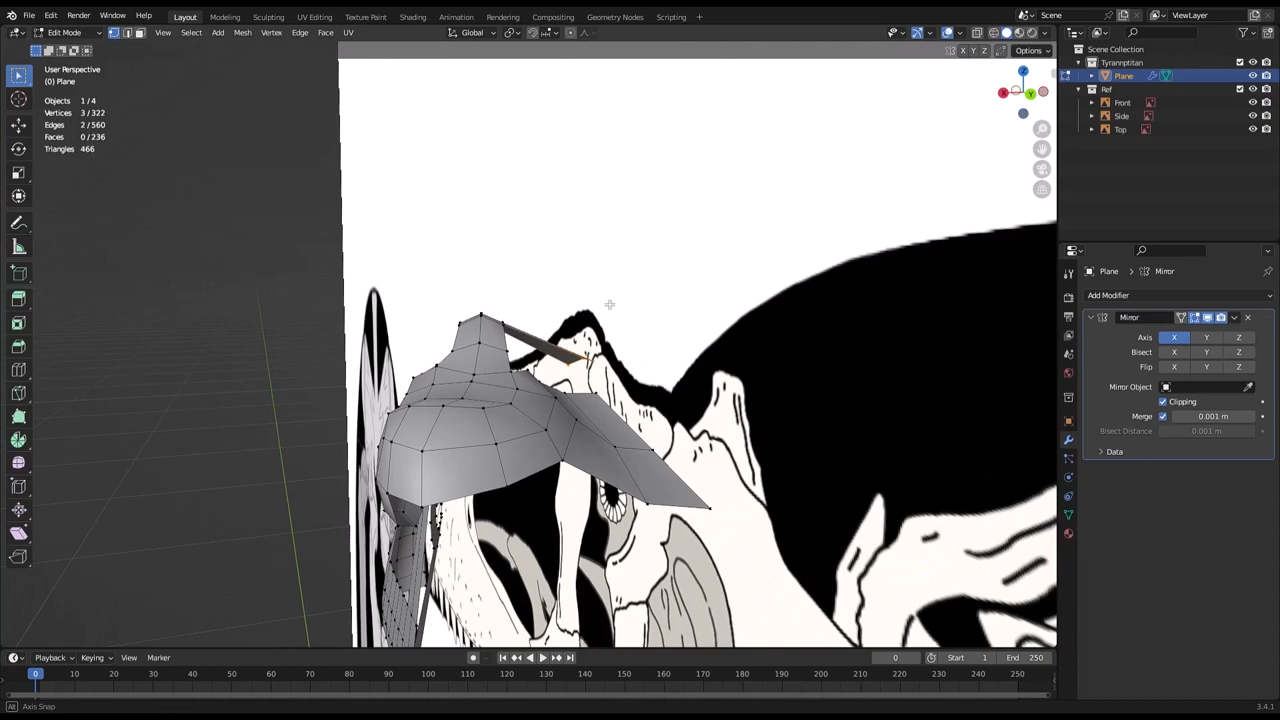 File Edit Render Window Help Layout Modeling Sculpting UV Editing Texture Paint Shading Animation Rendering Compositing Geometry Nodes Scripting + Scene ViewLayer
Edit Mode View Select Add Mesh Vertex Edge Face UV Global
X Y Z Options
User Perspective
(0) Plane
Objects 1/4
Vertices 3/322
Edges 2/560
Faces 0/236
Triangles 466
Z
X Y
Scene Collection
Tyrannptitan
Plane
Ref
Front
Side
Top
Plane > Mirror
Add Modifier
Mirror
Axis X Y Z
Bisect X Y Z
Flip X Y Z
Mirror Object
Clipping
Merge 0.001 m
Bisect Distance 0.001 m
Data
Playback Keying View Marker 0 Start 1 End 250
0 10 20 30 40 50 60 70 80 90 100 110 120 130 140 150 160 170 180 190 200 210 220 230 240 250
Alt Axis Snap 3.4.1